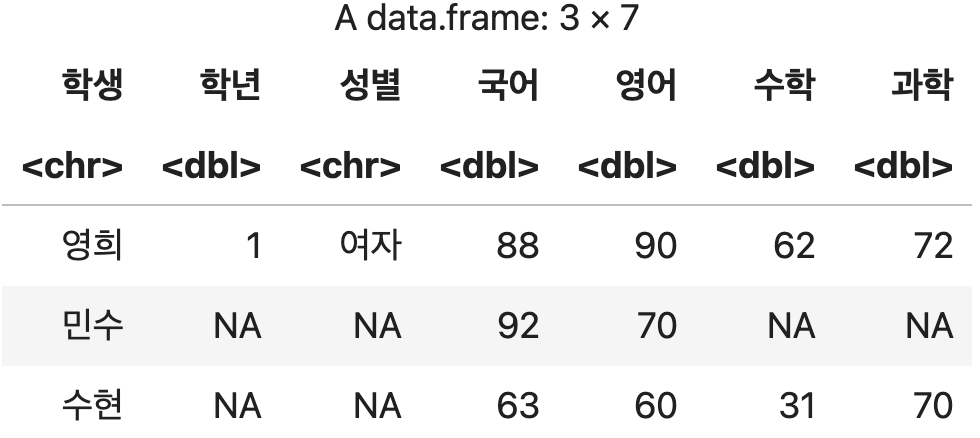 A data.frame: 3 × 7
학생 학년 성별 국어 영어 수학 과학
<chr> <dbl> <chr> <dbl> <dbl> <dbl> <dbl>
영희 1 여자 88 90 62 72
민수 NA NA 92 70 NA NA
수현 NA NA 63 60 31 70